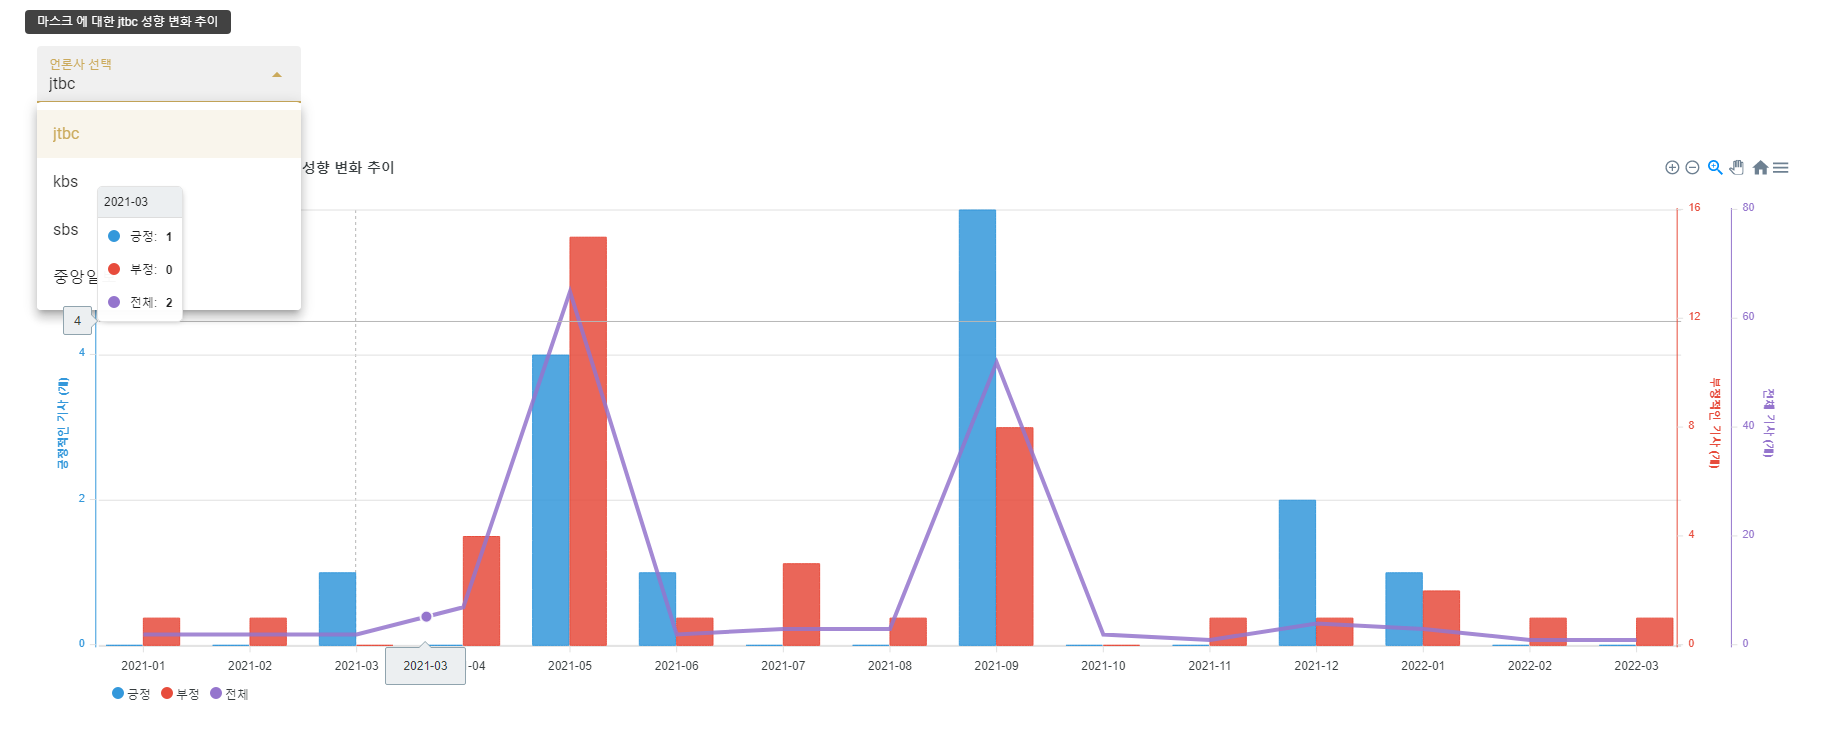 마스크 에 대한 jtbc 성향 변화 추이
언론사 선택
jtbc
jtbc
kbs
sbs
중앙일
성향 변화 추이
2021-03
긍정: 1
부정: 0
전체: 2
4
4
2
0
긍정적인 기사 (개)
16
12
8
4
0
부정적인 기사 (개)
80
60
40
20
0
전체 기사 (개)
2021-01
2021-02
2021-03
2021-03
-04
2021-05
2021-06
2021-07
2021-08
2021-09
2021-10
2021-11
2021-12
2022-01
2022-02
2022-03
긍정
부정
전체